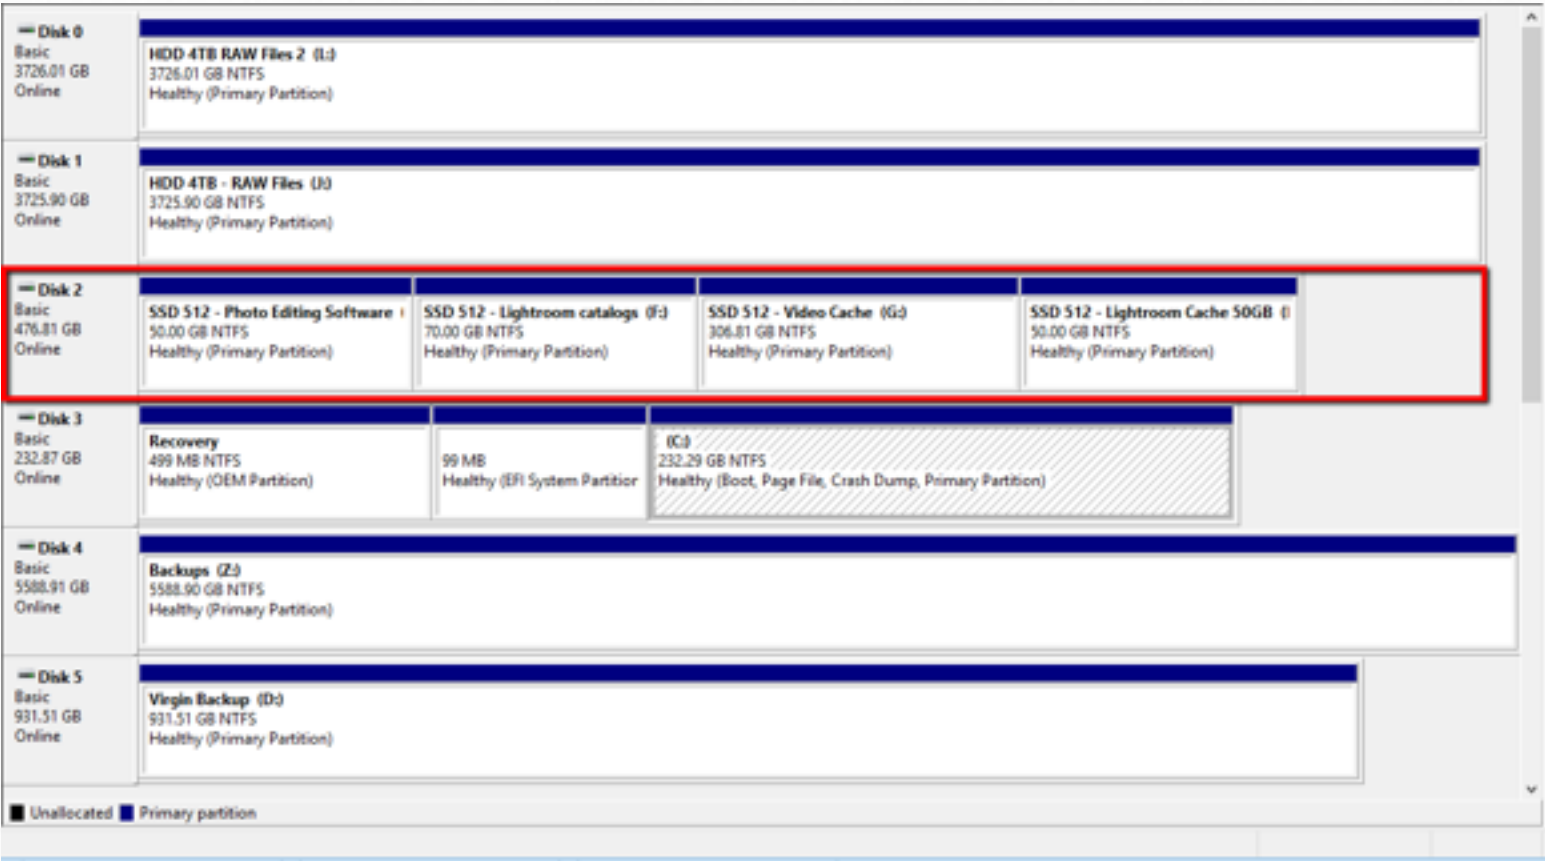 Disk 0
Basic
3726.01 GB
Online
HDD 4TB RAW Files 2 (L:)
3726.01 GB NTFS
Healthy (Primary Partition)
Disk 1
Basic
3725.90 GB
Online
HDD 4TB - RAW Files (J:)
3725.90 GB NTFS
Healthy (Primary Partition)
Disk 2
Basic
476.81 GB
Online
SSD 512 - Photo Editing Software (
50.00 GB NTFS
Healthy (Primary Partition)
SSD 512 - Lightroom catalogs (F:)
70.00 GB NTFS
Healthy (Primary Partition)
SSD 512 - Video Cache (G:)
306.81 GB NTFS
Healthy (Primary Partition)
SSD 512 - Lightroom Cache 50GB (
50.00 GB NTFS
Healthy (Primary Partition)
Disk 3
Basic
232.87 GB
Online
Recovery
499 MB NTFS
Healthy (OEM Partition)
99 MB
Healthy (EFI System Partition
(C:)
232.29 GB NTFS
Healthy (Boot, Page File, Crash Dump, Primary Partition)
Disk 4
Basic
5588.91 GB
Online
Backups (Z:)
5588.90 GB NTFS
Healthy (Primary Partition)
Disk 5
Basic
931.51 GB
Online
Virgin Backup (D:)
931.51 GB NTFS
Healthy (Primary Partition)
Unallocated Primary partition